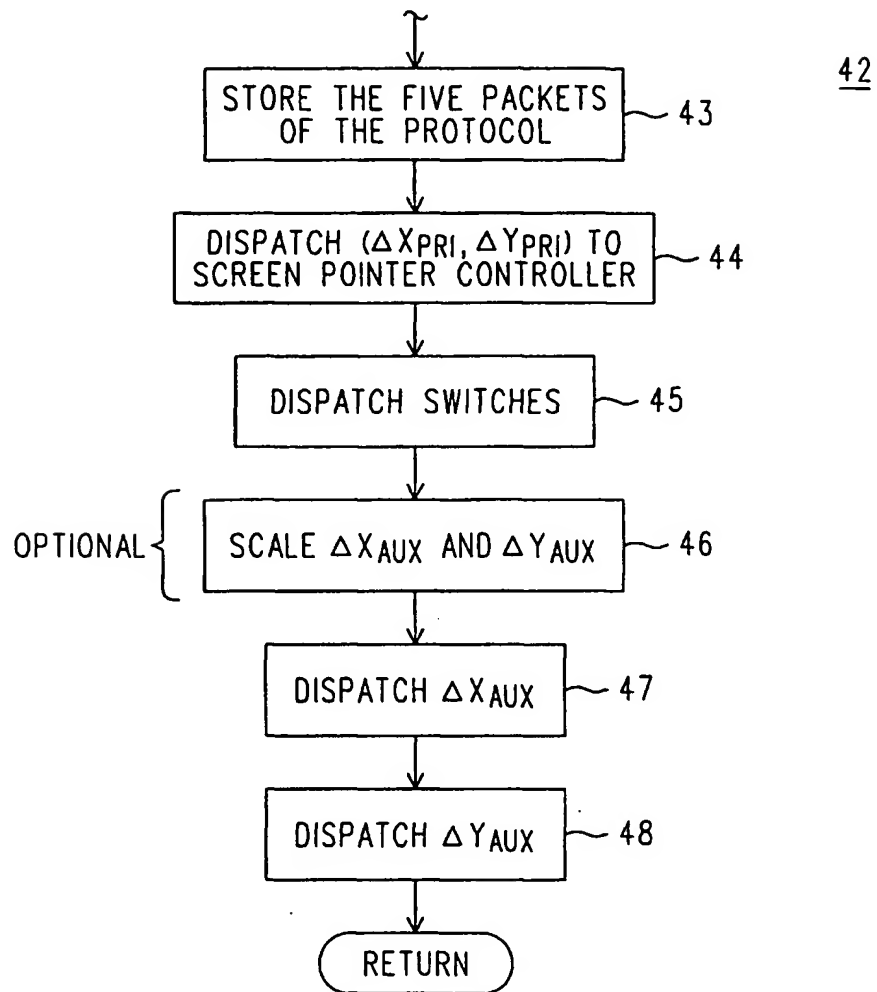 42
STORE THE FIVE PACKETS
OF THE PROTOCOL
43
DISPATCH (ΔXPRI, ΔYPRI) TO
SCREEN POINTER CONTROLLER
44
DISPATCH SWITCHES
45
OPTIONAL
SCALE ΔXAUX AND ΔYAUX
46
DISPATCH ΔXAUX
47
DISPATCH ΔYAUX
48
RETURN